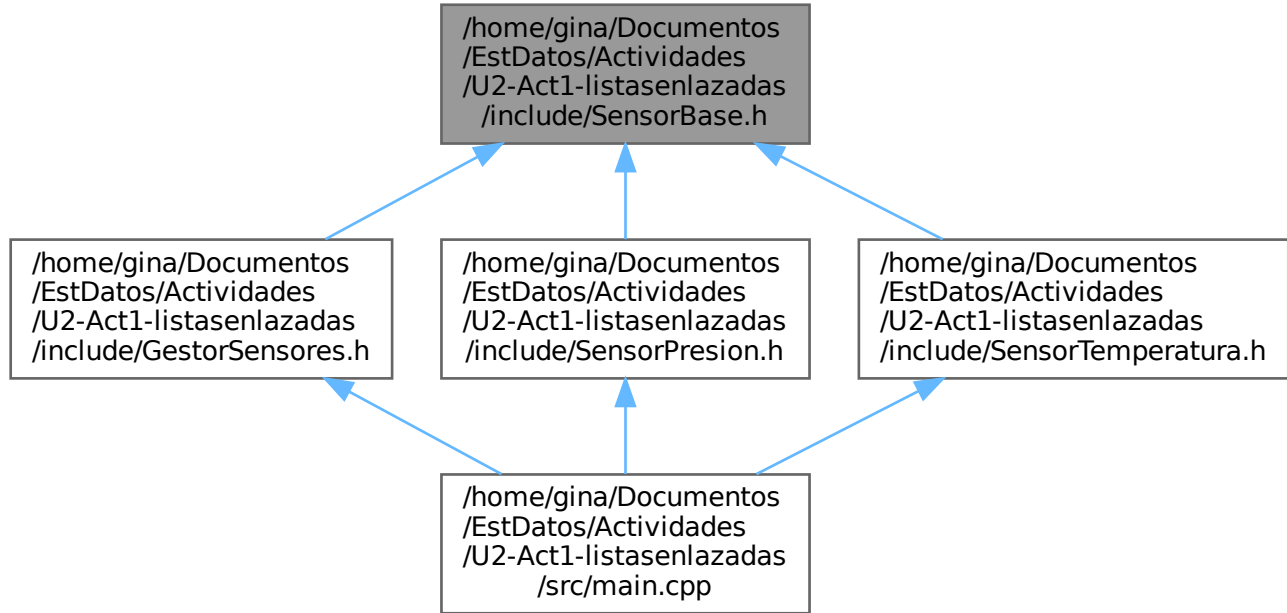 /home/gina/Documentos
/EstDatos/Actividades
/U2-Act1-listasenlazadas
/include/SensorBase.h
/home/gina/Documentos
/EstDatos/Actividades
/U2-Act1-listasenlazadas
/include/GestorSensores.h
/home/gina/Documentos
/EstDatos/Actividades
/U2-Act1-listasenlazadas
/include/SensorPresion.h
/home/gina/Documentos
/EstDatos/Actividades
/U2-Act1-listasenlazadas
/include/SensorTemperatura.h
/home/gina/Documentos
/EstDatos/Actividades
/U2-Act1-listasenlazadas
/src/main.cpp